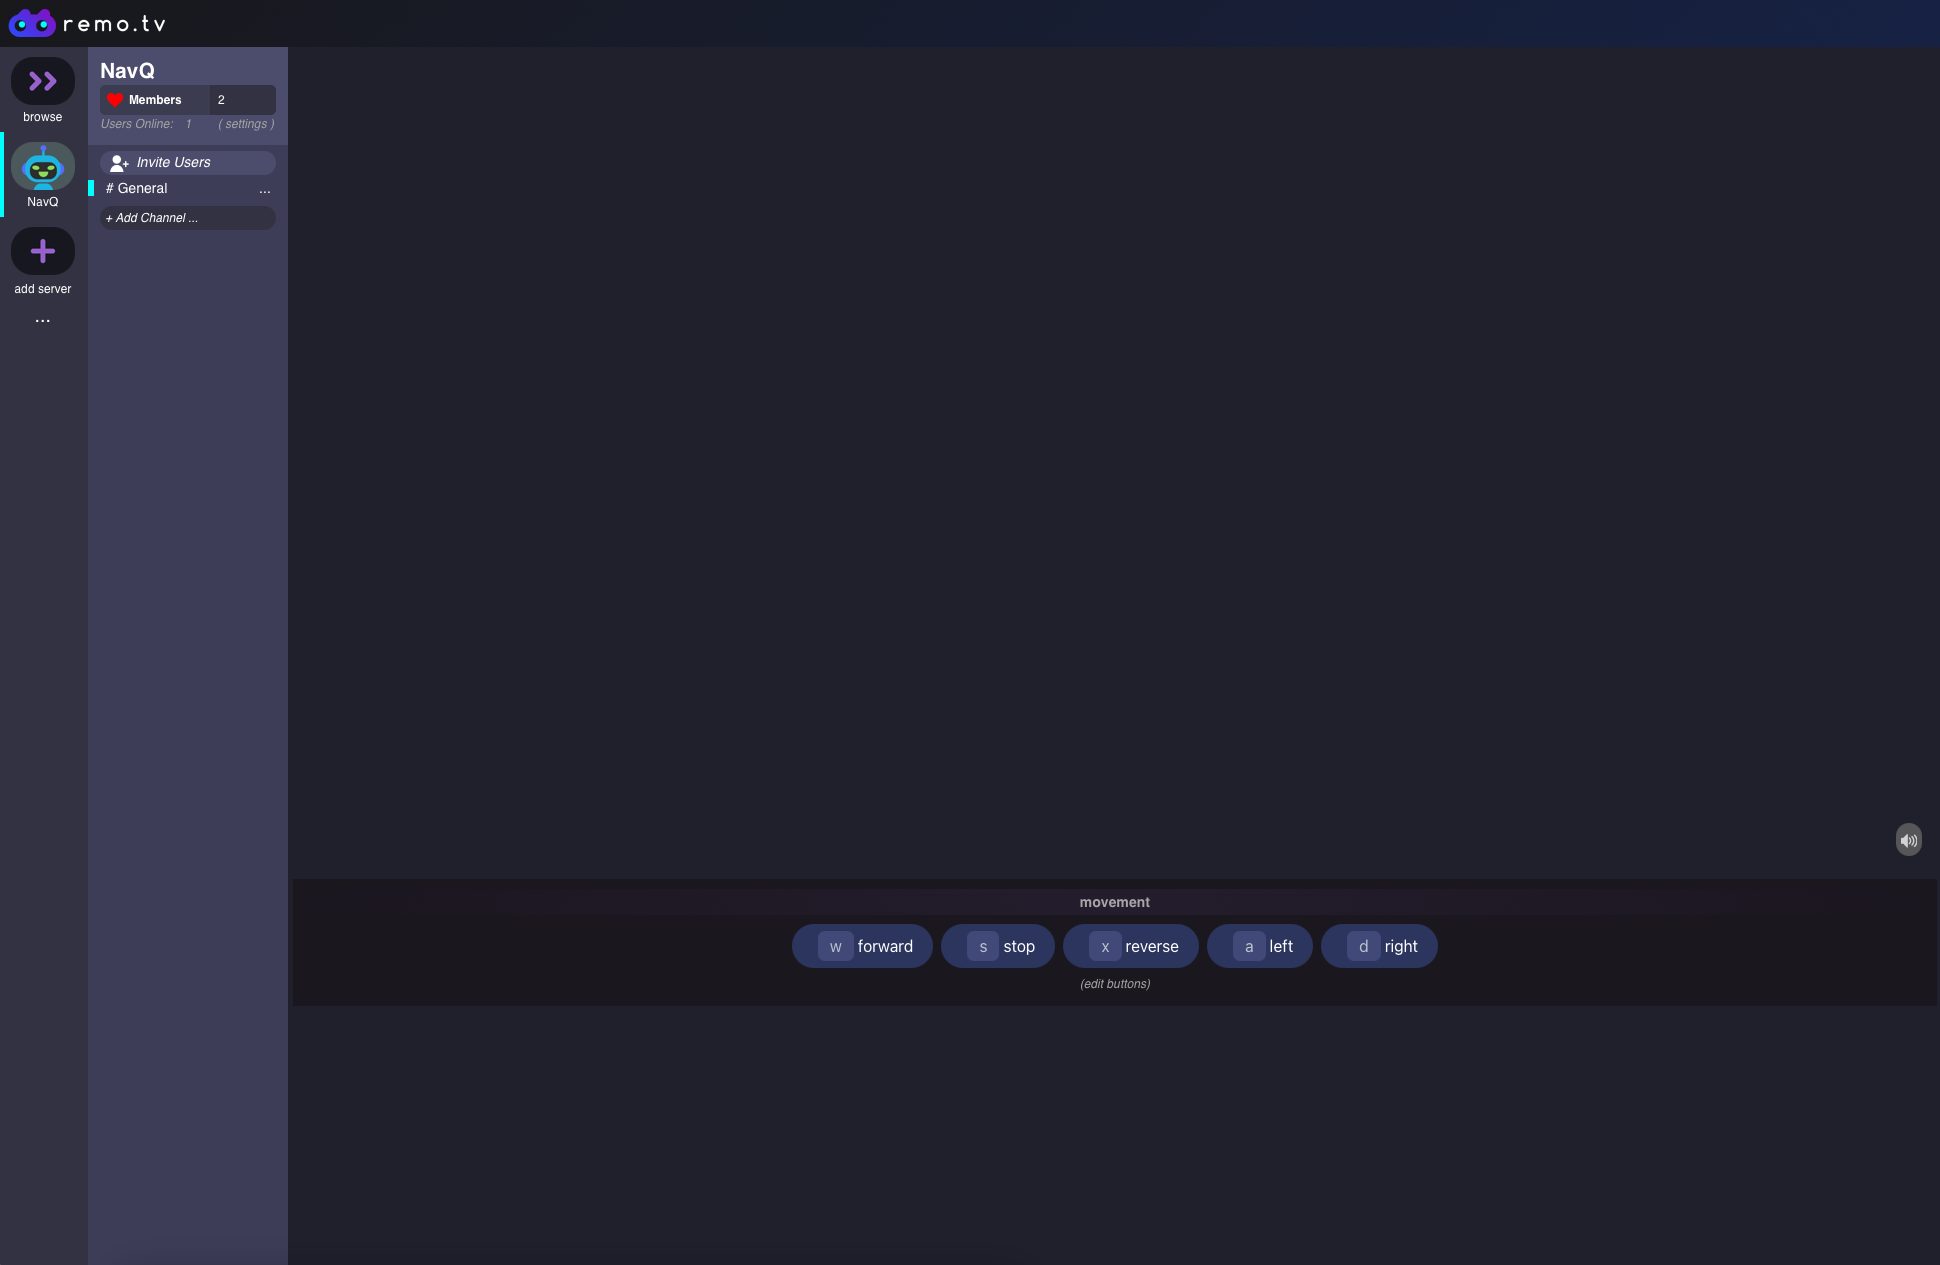 remo.tv
browse
NavQ
add server
...
NavQ
Members 2
Users Online: 1 ( settings )
Invite Users
# General ...
+ Add Channel ...
movement
w forward s stop x reverse a left d right
(edit buttons)